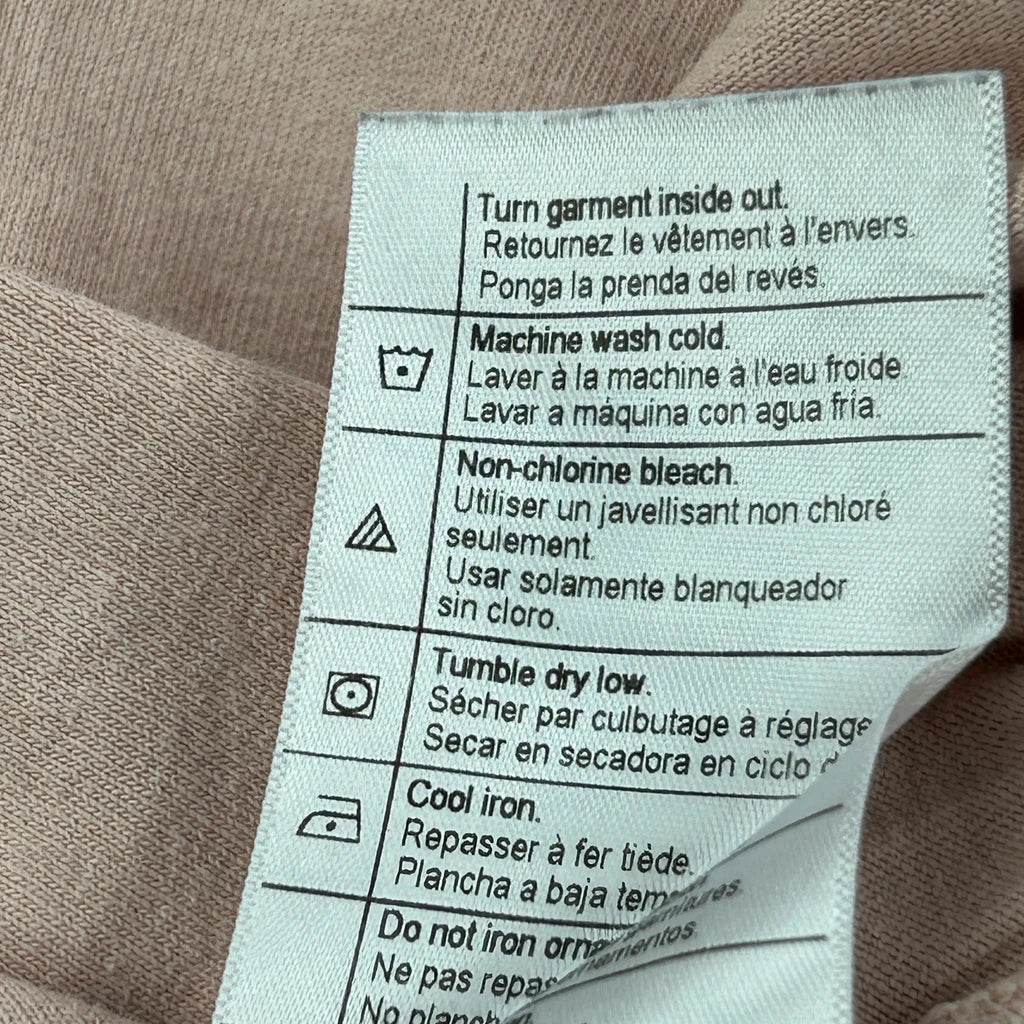 Turn garment inside out.
Retournez le vêtement à l'envers.
Ponga la prenda del revés.
Machine wash cold.
Laver à la machine à l'eau froide
Lavar a máquina con agua fria.
Non-chlorine bleach.
Utiliser un javellisant non chloré
seulement.
Usar solamente blanqueador
sin cloro.
Tumble dry low.
Sécher par culbutage à réglage
Secar en secadora en ciclo
Cool iron.
Repasser à fer tiède.
Plancha a baja
Do not iron
Ne pas
No